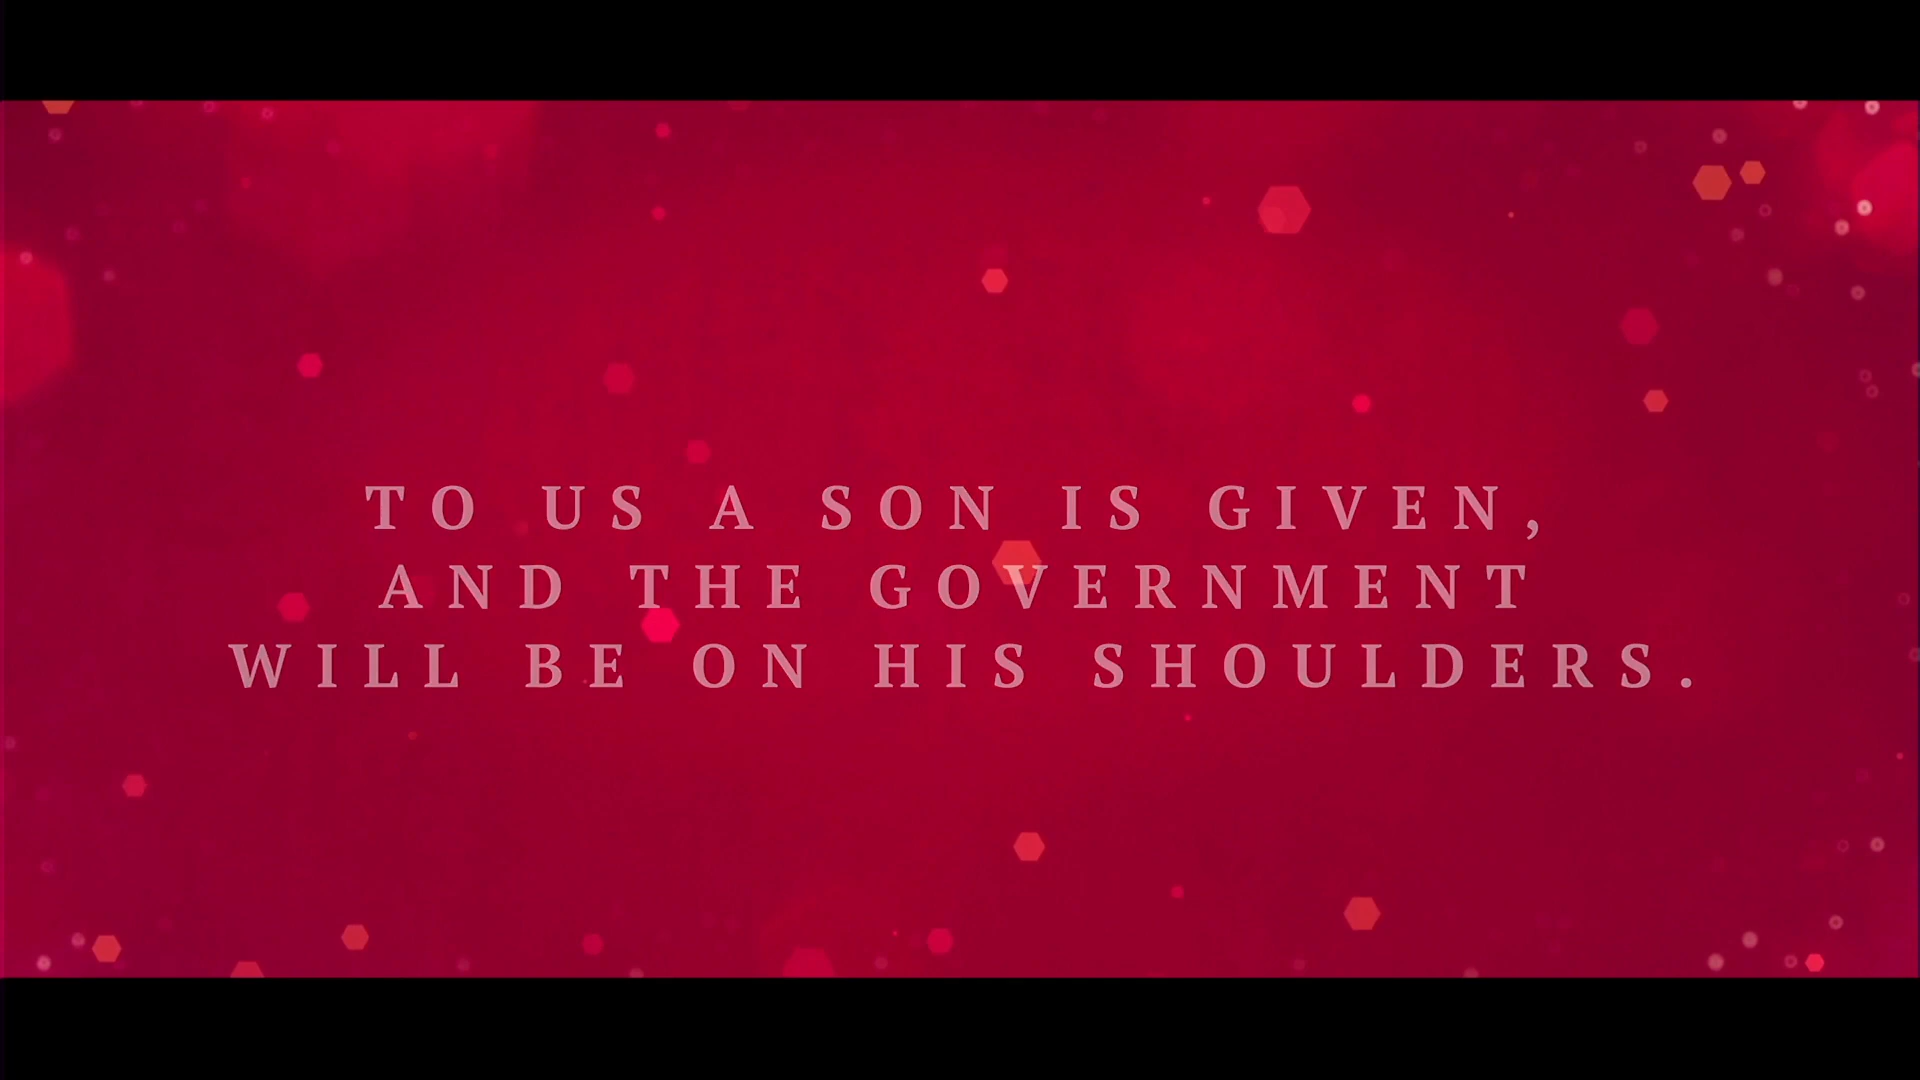 TO US A SON IS GIVEN,
AND THE GOVERNMENT
WILL BE ON HIS SHOULDERS.